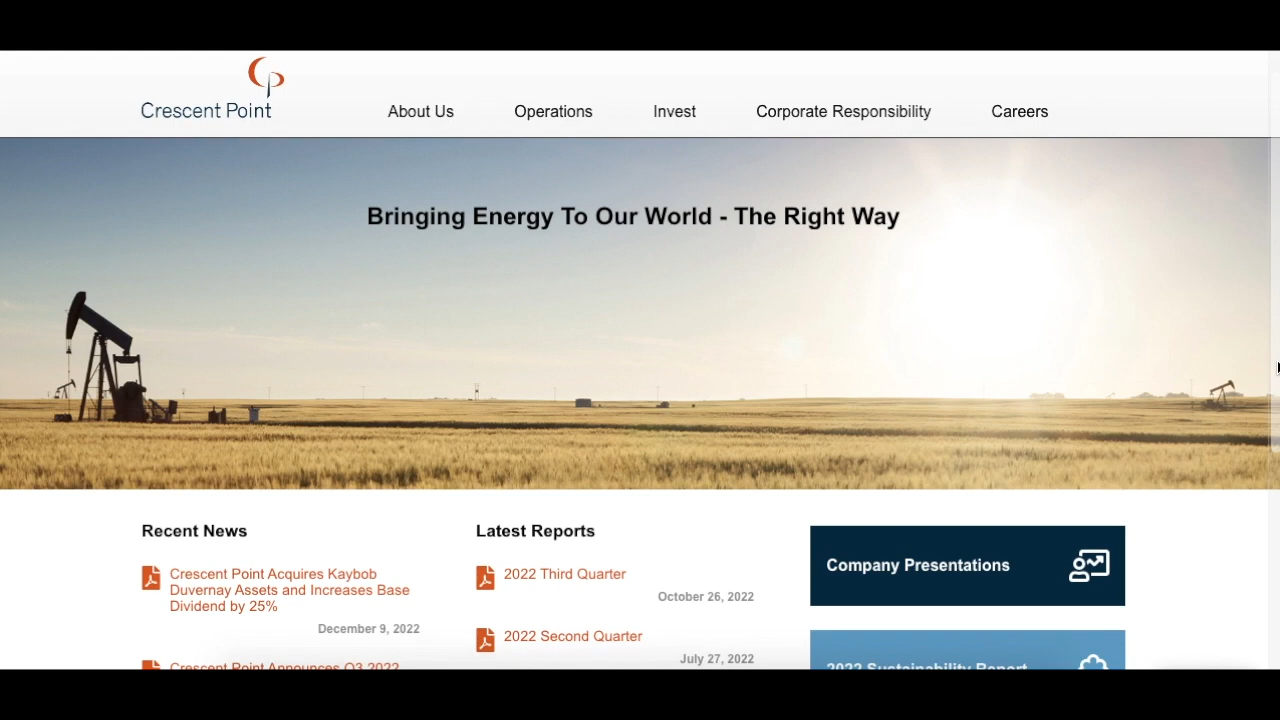 Crescent Point
About Us
Operations
Invest
Corporate Responsibility
Careers
Bringing Energy To Our World - The Right Way
Recent News
Crescent Point Acquires Kaybob
Duvernay Assets and Increases Base
Dividend by 25%
December 9, 2022
Crescent Point Announces Q3 2022
Latest Reports
2022 Third Quarter
October 26, 2022
2022 Second Quarter
July 27, 2022
Company Presentations
2022 Sustainability Report